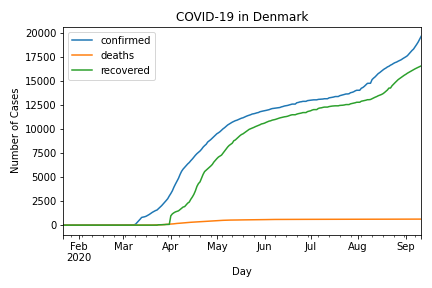 COVID-19 in Denmark
confirmed
deaths
recovered
Number of Cases
20000
17500
15000
12500
10000
7500
5000
2500
0
Feb Mar Apr May Jun Jul Aug Sep
2020
Day